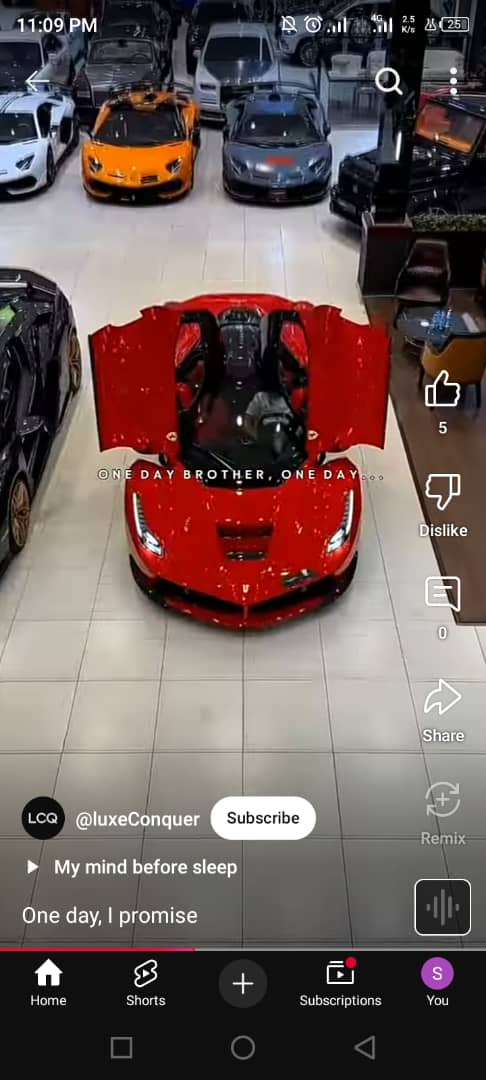 11:09 PM
4G
2.5
K/s
25
ONE DAY BROTHER, ONE DAY...
5
Dislike
0
Share
LCQ
@luxeConquer
Subscribe
Remix
My mind before sleep
One day, I promise
Home
Shorts
Subscriptions
S
You